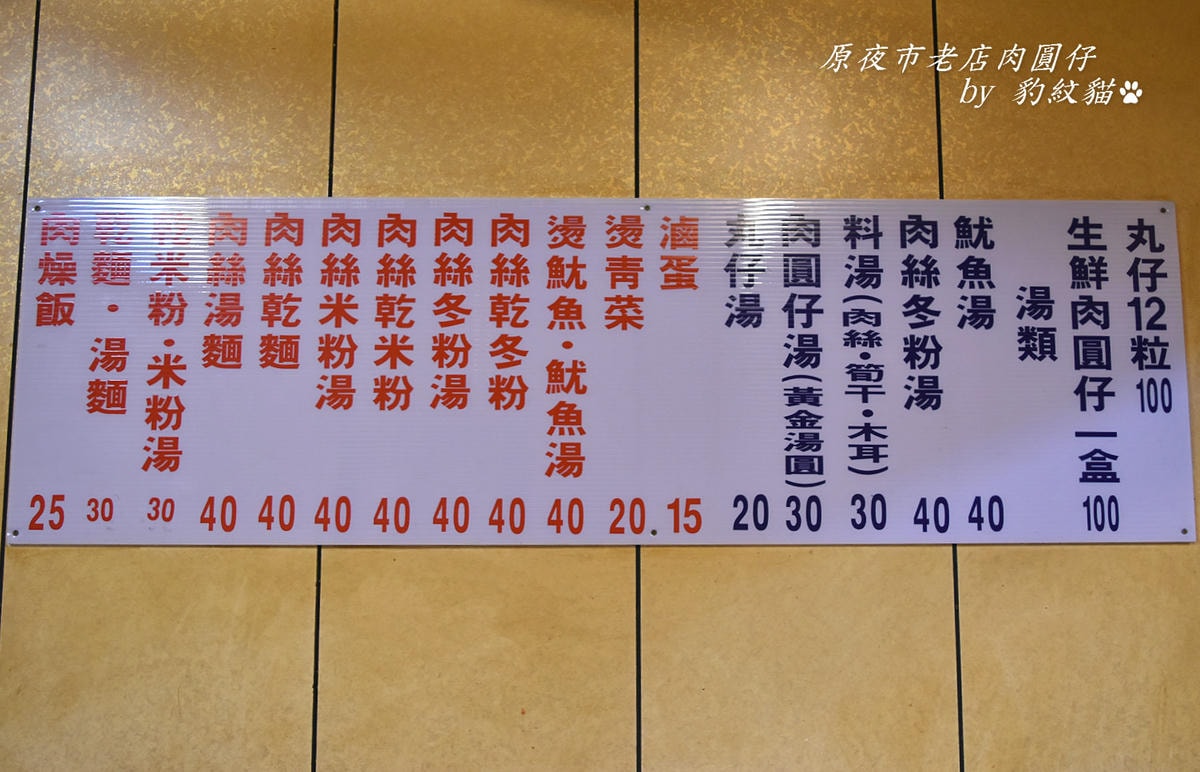 原夜市老店肉圓仔
by 豹紋貓
丸仔12粒 100
生鮮肉圓仔一盒 100
湯類
魷魚湯 40
肉絲冬粉湯 40
料湯(肉絲·筍干·木耳) 30
肉圓仔湯(黃金湯圓) 30
丸仔湯 20
滷蛋 15
燙青菜 20
燙魷魚·魷魚湯 40
肉絲乾冬粉 40
肉絲冬粉湯 40
肉絲乾米粉 40
肉絲米粉湯 40
肉絲乾麵 40
肉絲湯麵 40
乾米粉·米粉湯 30
乾麵·湯麵 30
肉燥飯 25